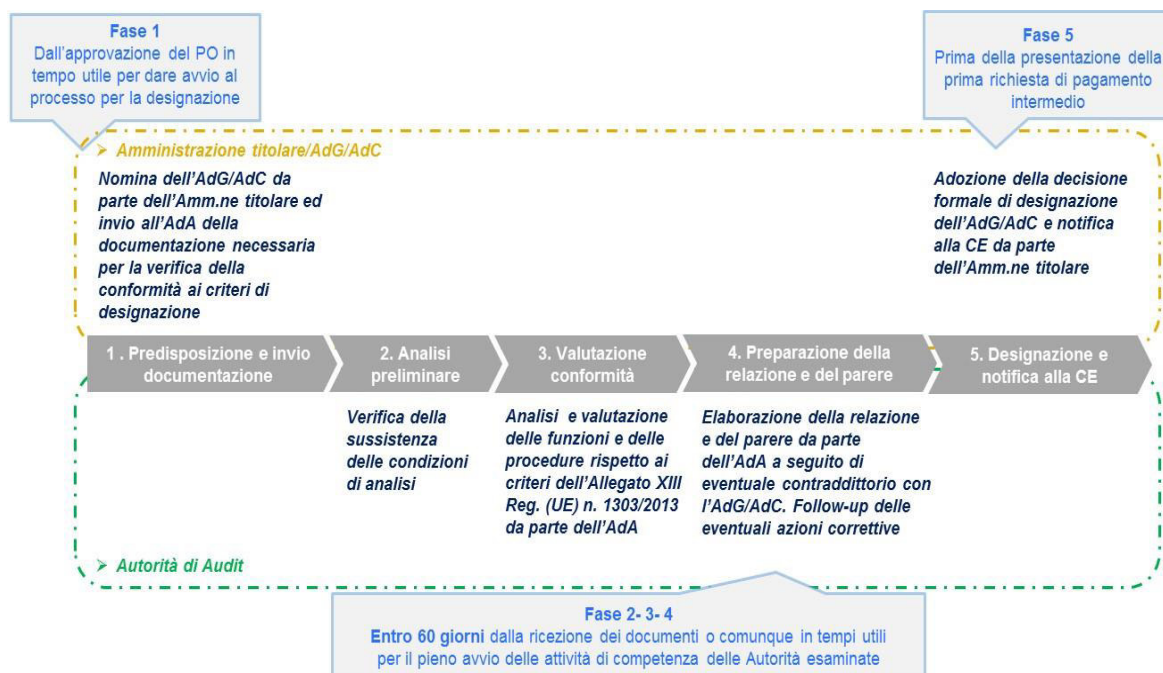 Fase 1
Dall'approvazione del PO in
tempo utile per dare avvio al
processo per la designazione
Fase 5
Prima della presentazione della
prima richiesta di pagamento
intermedio
➢ Amministrazione titolare/AdG/AdC
Nomina dell'AdG/AdC da
parte dell'Amm.ne titolare ed
invio all'AdA della
documentazione necessaria
per la verifica della
conformità ai criteri di
designazione
Adozione della decisione
formale di designazione
dell'AdG/AdC e notifica
alla CE da parte
dell'Amm.ne titolare
1 . Predisposizione e invio
documentazione
2. Analisi
preliminare
3. Valutazione
conformità
4. Preparazione della
relazione e del parere
5. Designazione e
notifica alla CE
Verifica della
sussistenza
delle condizioni
di analisi
Analisi e valutazione
delle funzioni e delle
procedure rispetto ai
criteri dell'Allegato XIII
Reg. (UE) n. 1303/2013
da parte dell'AdA
Elaborazione della relazione
e del parere da parte
dell'AdA a seguito di
eventuale contraddittorio con
l'AdG/AdC. Follow-up delle
eventuali azioni correttive
➢ Autorità di Audit
Fase 2- 3- 4
Entro 60 giorni dalla ricezione dei documenti o comunque in tempi utili
per il pieno avvio delle attività di competenza delle Autorità esaminate